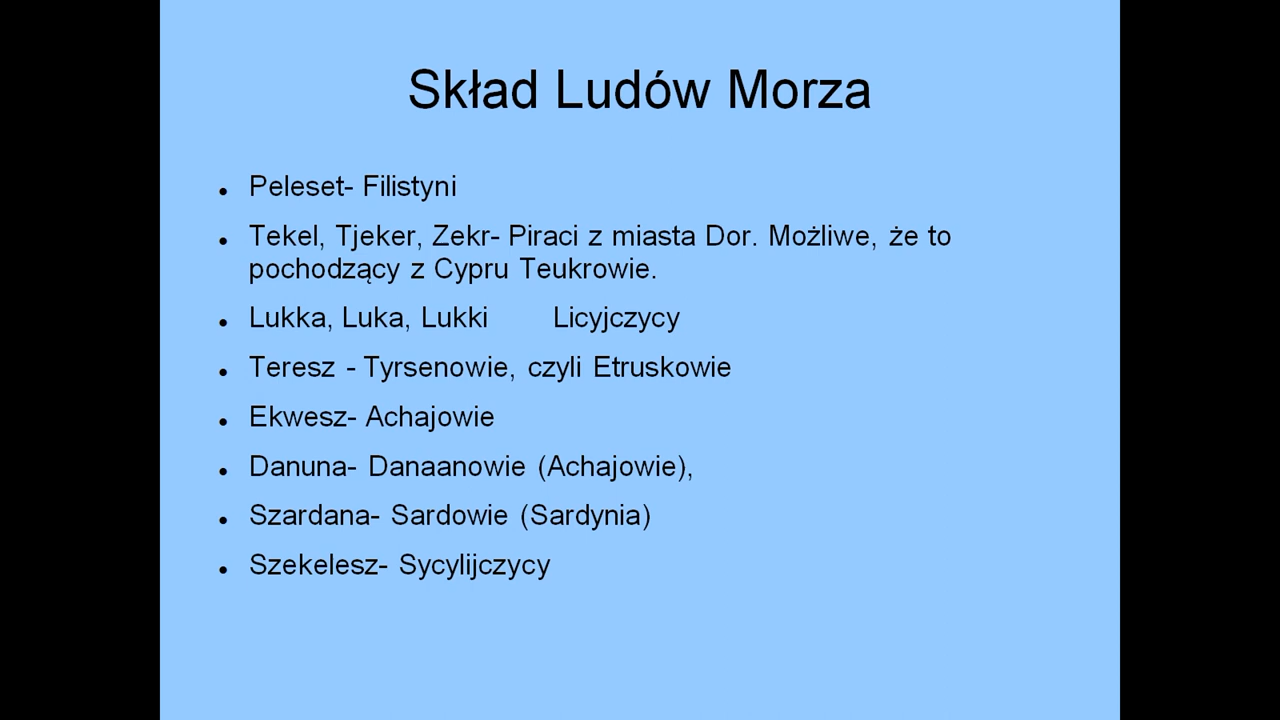 Skład Ludów Morza
Peleset- Filistyni
Tekel, Tjeker, Zekr- Piraci z miasta Dor. Możliwe, że to
pochodzący z Cypru Teukrowie.
Lukka, Luka, Lukki Licyjczycy
Teresz - Tyrsenowie, czyli Etruskowie
Ekwesz- Achajowie
Danuna- Danaanowie (Achajowie),
Szardana- Sardowie (Sardynia)
Szekelesz- Sycylijczycy